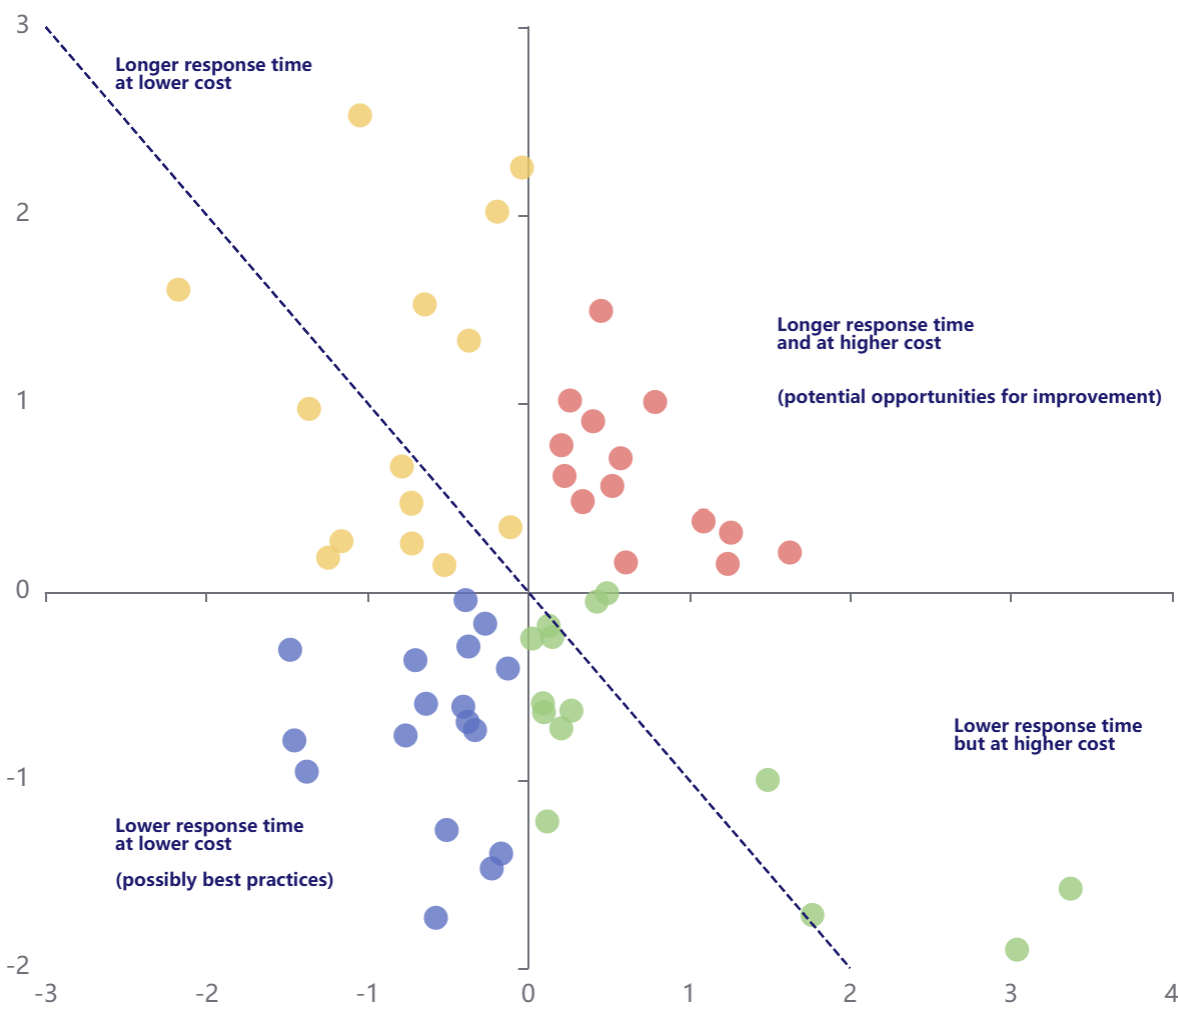 3
Longer response time
at lower cost
2
Longer response time
and at higher cost
(potential opportunities for improvement)
1
0
Lower response time
but at higher cost
-1
Lower response time
at lower cost
(possibly best practices)
-2
-3 -2 -1 0 1 2 3 4